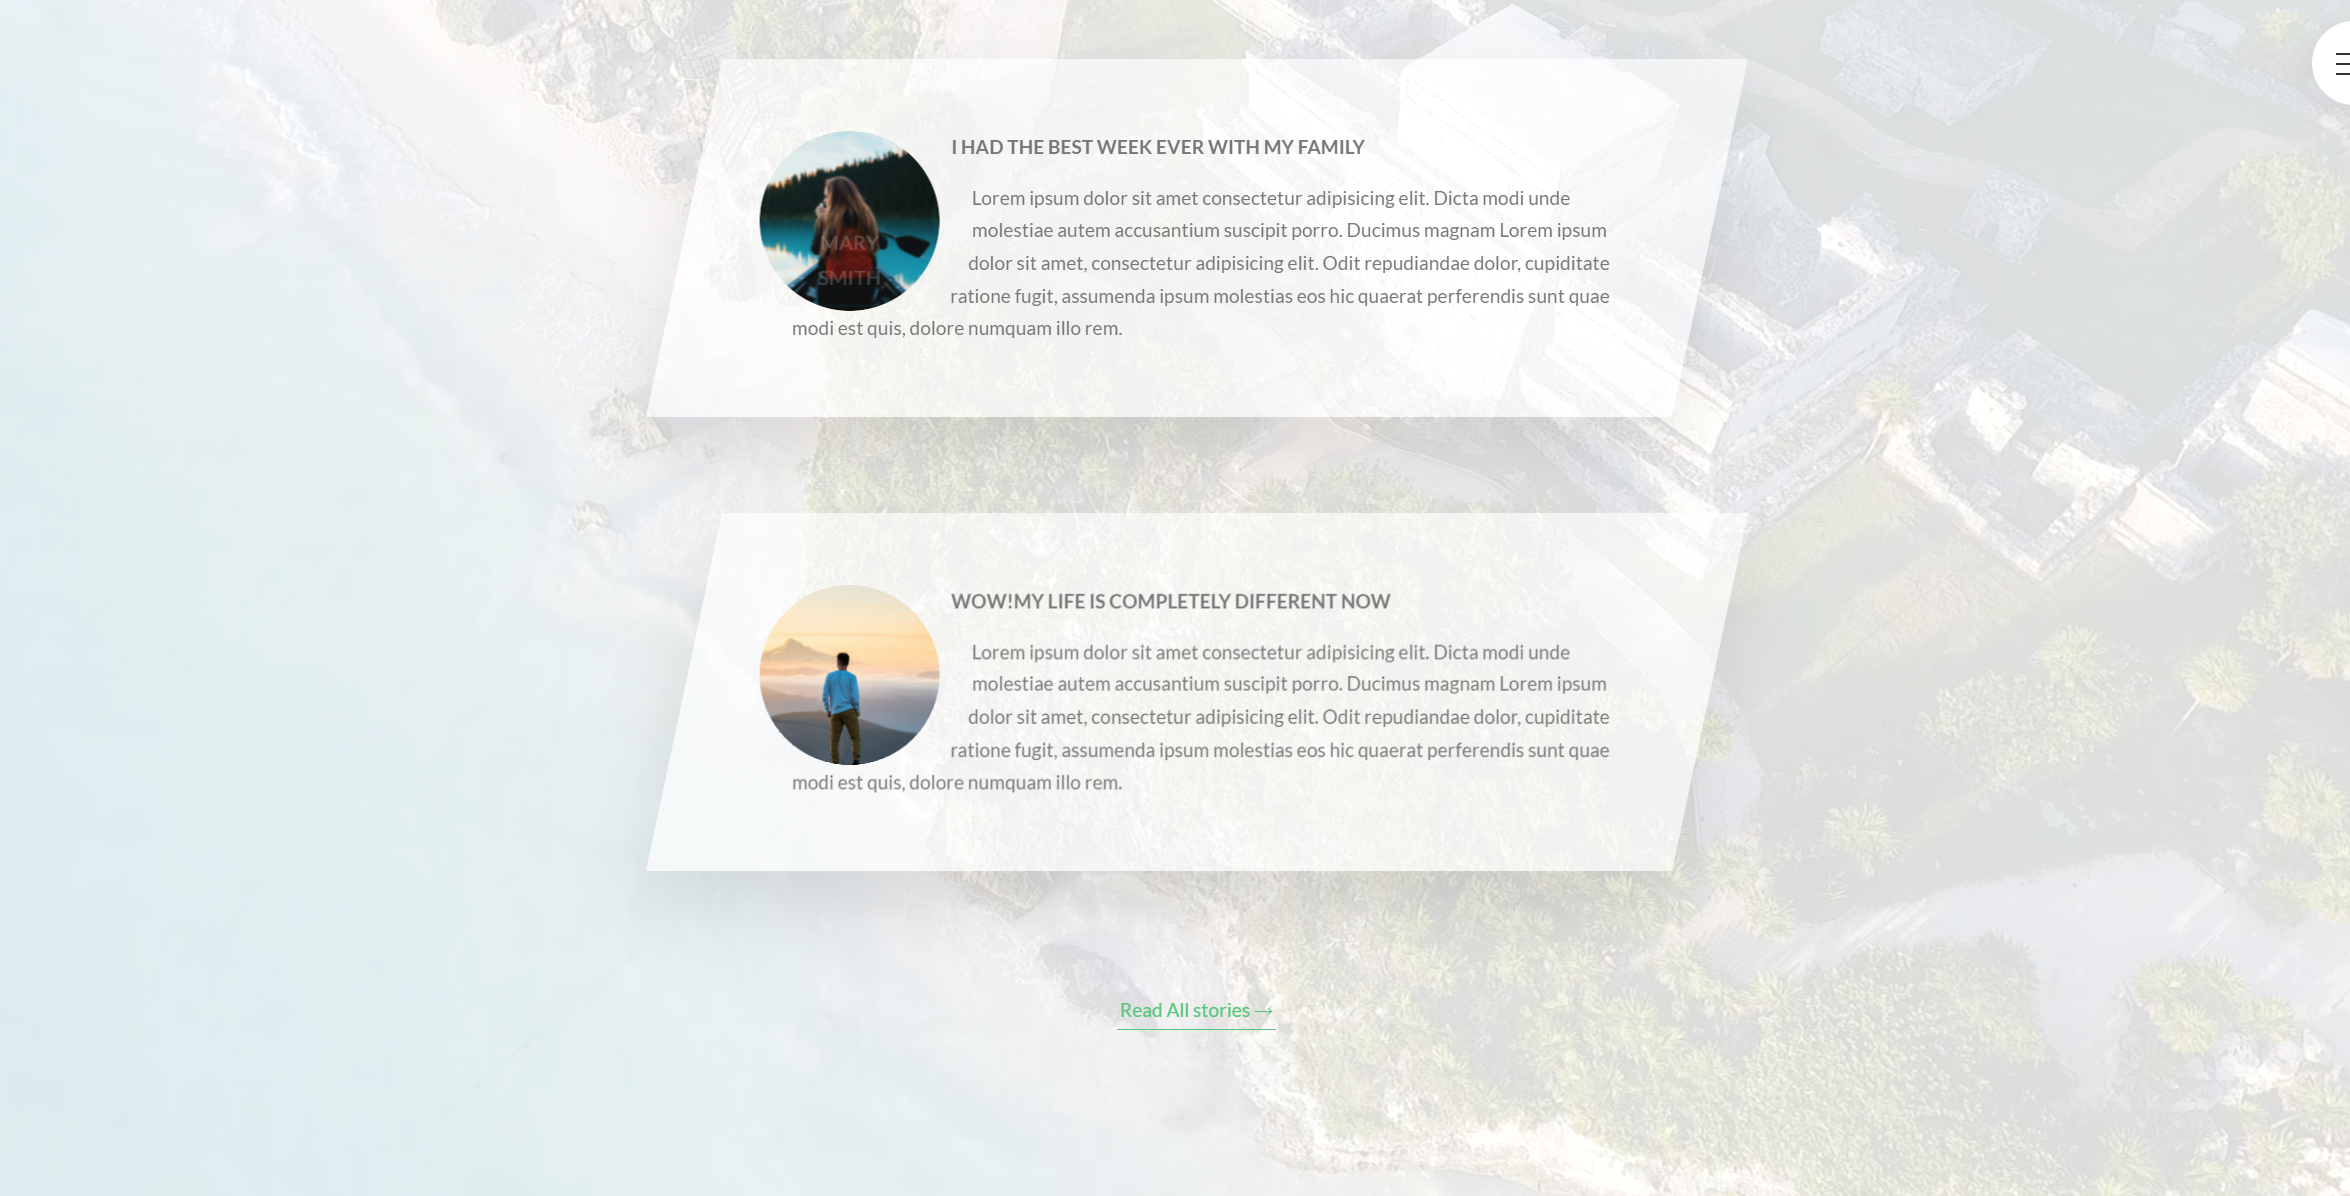 I HAD THE BEST WEEK EVER WITH MY FAMILY
MARY
SMITH
Lorem ipsum dolor sit amet consectetur adipisicing elit. Dicta modi unde
molestiae autem accusantium suscipit porro. Ducimus magnam Lorem ipsum
dolor sit amet, consectetur adipisicing elit. Odit repudiandae dolor, cupiditate
ratione fugit, assumenda ipsum molestias eos hic quaerat perferendis sunt quae
modi est quis, dolore numquam illo rem.
WOW!MY LIFE IS COMPLETELY DIFFERENT NOW
Lorem ipsum dolor sit amet consectetur adipisicing elit. Dicta modi unde
molestiae autem accusantium suscipit porro. Ducimus magnam Lorem ipsum
dolor sit amet, consectetur adipisicing elit. Odit repudiandae dolor, cupiditate
ratione fugit, assumenda ipsum molestias eos hic quaerat perferendis sunt quae
modi est quis, dolore numquam illo rem.
Read All stories →